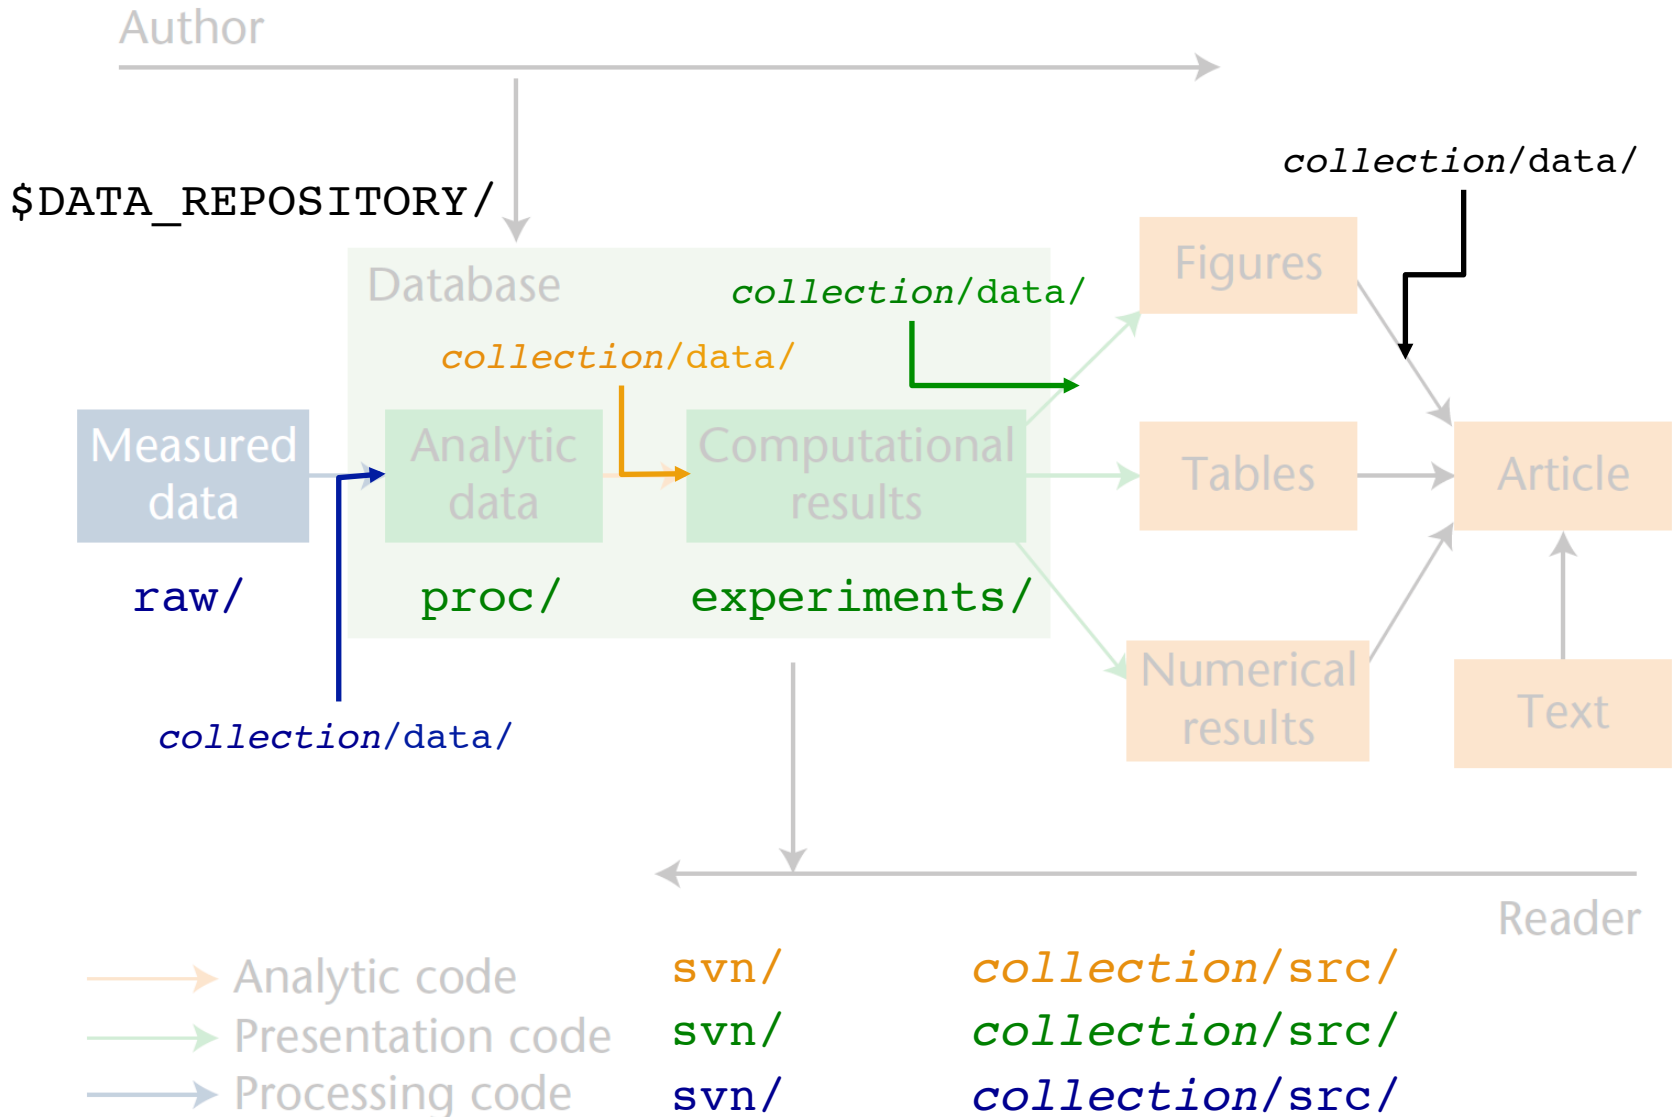 Author
collection/data/
$DATA_REPOSITORY/
Figures
Database
collection/data/
collection/data/
Measured
data
Analytic
data
Computational
results
Tables
Article
raw/
proc/
experiments/
Numerical
results
Text
collection/data/
Reader
Analytic code
svn/
collection/src/
Presentation code
svn/
collection/src/
Processing code
svn/
collection/src/